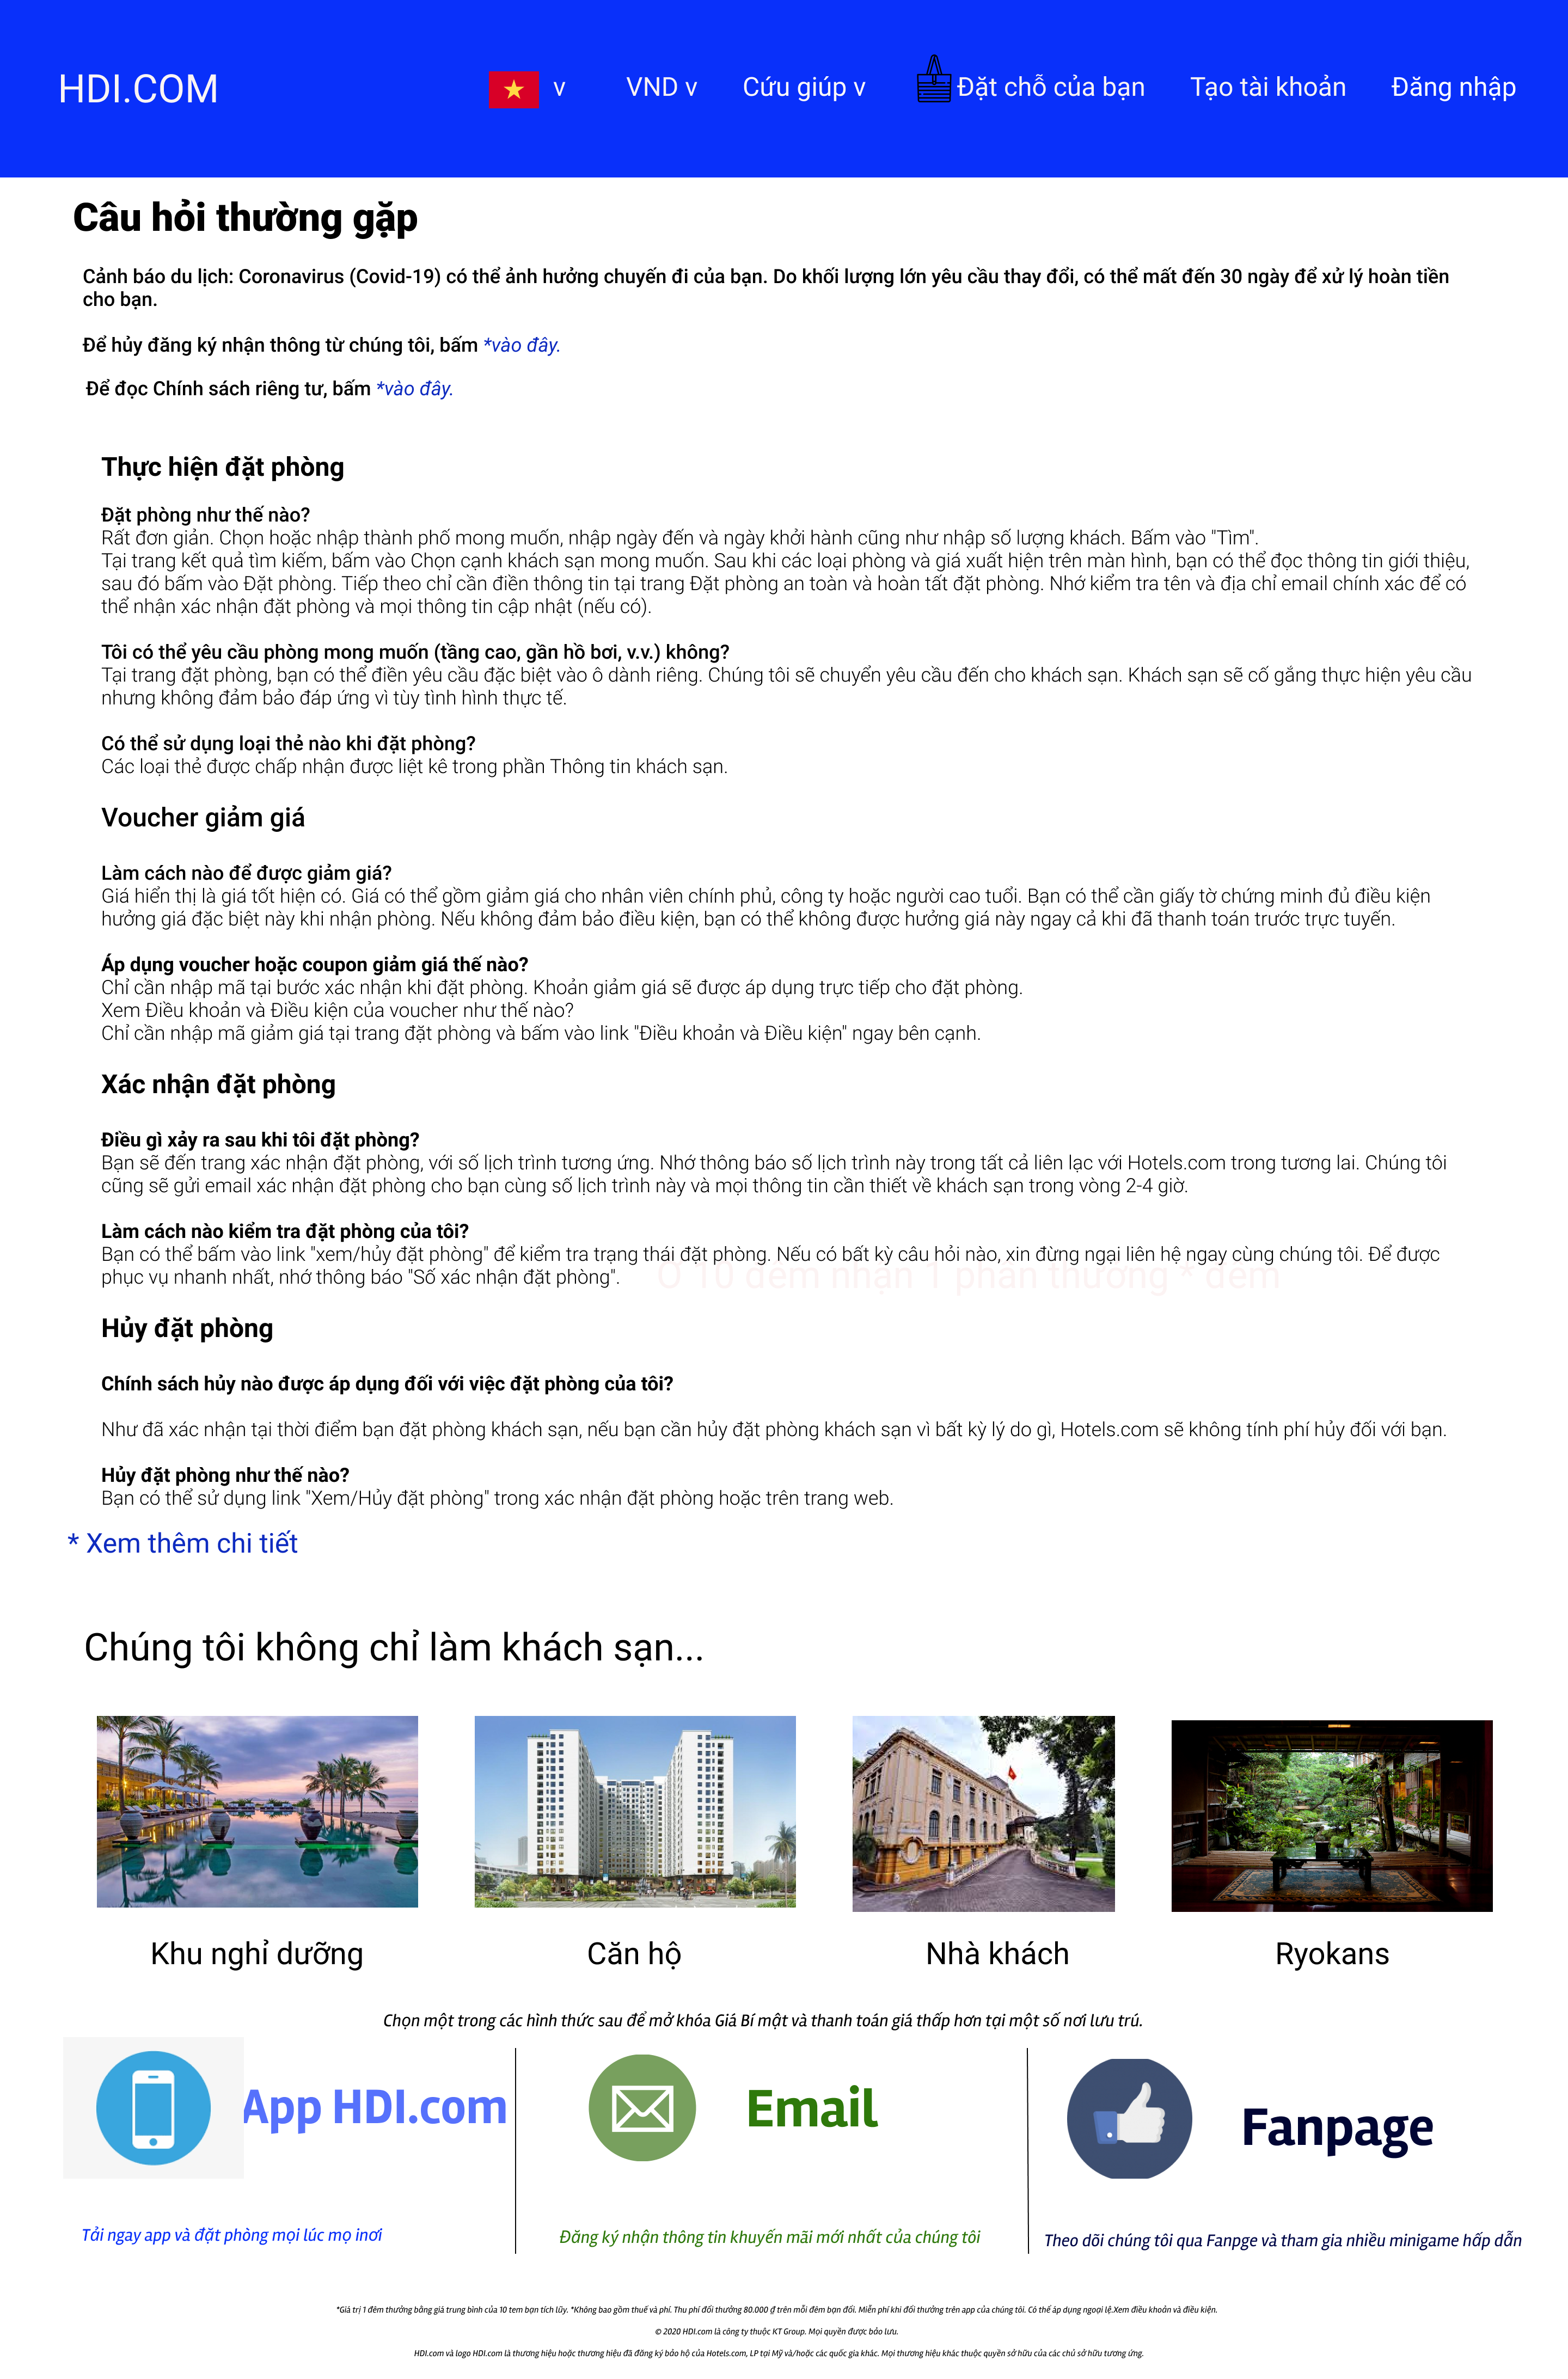 HDI.COM
v
VND v
Cứu giúp v
Đặt chỗ của bạn
Tạo tài khoản
Đăng nhập
Câu hỏi thường gặp
Cảnh báo du lịch: Coronavirus (Covid-19) có thể ảnh hưởng chuyến đi của bạn. Do khối lượng lớn yêu cầu thay đổi, có thể mất đến 30 ngày để xử lý hoàn tiền
cho bạn.
Để hủy đăng ký nhận thông từ chúng tôi, bấm *vào đây.
Để đọc Chính sách riêng tư, bấm *vào đây.
Thực hiện đặt phòng
Đặt phòng như thế nào?
Rất đơn giản. Chọn hoặc nhập thành phố mong muốn, nhập ngày đến và ngày khởi hành cũng như nhập số lượng khách. Bấm vào "Tìm".
Tại trang kết quả tìm kiếm, bấm vào Chọn cạnh khách sạn mong muốn. Sau khi các loại phòng và giá xuất hiện trên màn hình, bạn có thể đọc thông tin giới thiệu,
sau đó bấm vào Đặt phòng. Tiếp theo chỉ cần điền thông tin tại trang Đặt phòng an toàn và hoàn tất đặt phòng. Nhớ kiểm tra tên và địa chỉ email chính xác để có
thể nhận xác nhận đặt phòng và mọi thông tin cập nhật (nếu có).
Tôi có thể yêu cầu phòng mong muốn (tầng cao, gần hồ bơi, v.v.) không?
Tại trang đặt phòng, bạn có thể điền yêu cầu đặc biệt vào ô dành riêng. Chúng tôi sẽ chuyển yêu cầu đến cho khách sạn. Khách sạn sẽ cố gắng thực hiện yêu cầu
nhưng không đảm bảo đáp ứng vì tùy tình hình thực tế.
Có thể sử dụng loại thẻ nào khi đặt phòng?
Các loại thẻ được chấp nhận được liệt kê trong phần Thông tin khách sạn.
Voucher giảm giá
Làm cách nào để được giảm giá?
Giá hiển thị là giá tốt hiện có. Giá có thể gồm giảm giá cho nhân viên chính phủ, công ty hoặc người cao tuổi. Bạn có thể cần giấy tờ chứng minh đủ điều kiện
hưởng giá đặc biệt này khi nhận phòng. Nếu không đảm bảo điều kiện, bạn có thể không được hưởng giá này ngay cả khi đã thanh toán trước trực tuyến.
Áp dụng voucher hoặc coupon giảm giá thế nào?
Chỉ cần nhập mã tại bước xác nhận khi đặt phòng. Khoản giảm giá sẽ được áp dụng trực tiếp cho đặt phòng.
Xem Điều khoản và Điều kiện của voucher như thế nào?
Chỉ cần nhập mã giảm giá tại trang đặt phòng và bấm vào link "Điều khoản và Điều kiện" ngay bên cạnh.
Xác nhận đặt phòng
Điều gì xảy ra sau khi tôi đặt phòng?
Bạn sẽ đến trang xác nhận đặt phòng, với số lịch trình tương ứng. Nhớ thông báo số lịch trình này trong tất cả liên lạc với Hotels.com trong tương lai. Chúng tôi
cũng sẽ gửi email xác nhận đặt phòng cho bạn cùng số lịch trình này và mọi thông tin cần thiết về khách sạn trong vòng 2-4 giờ.
Làm cách nào kiểm tra đặt phòng của tôi?
Bạn có thể bấm vào link "xem/hủy đặt phòng" để kiểm tra trạng thái đặt phòng. Nếu có bất kỳ câu hỏi nào, xin đừng ngại liên hệ ngay cùng chúng tôi. Để được
phục vụ nhanh nhất, nhớ thông báo "Số xác nhận đặt phòng".
Ở 10 đêm nhận 1 phần thưởng * đêm
Hủy đặt phòng
Chính sách hủy nào được áp dụng đối với việc đặt phòng của tôi?
Như đã xác nhận tại thời điểm bạn đặt phòng khách sạn, nếu bạn cần hủy đặt phòng khách sạn vì bất kỳ lý do gì, Hotels.com sẽ không tính phí hủy đối với bạn.
Hủy đặt phòng như thế nào?
Bạn có thể sử dụng link "Xem/Hủy đặt phòng" trong xác nhận đặt phòng hoặc trên trang web.
* Xem thêm chi tiết
Chúng tôi không chỉ làm khách sạn...
Khu nghỉ dưỡng
Căn hộ
Nhà khách
Ryokans
Chọn một trong các hình thức sau để mở khóa Giá Bí mật và thanh toán giá thấp hơn tại một số nơi lưu trú.
App HDI.com
Email
Fanpage
Tải ngay app và đặt phòng mọi lúc mọ inơi
Đăng ký nhận thông tin khuyến mãi mới nhất của chúng tôi
Theo dõi chúng tôi qua Fanpge và tham gia nhiều minigame hấp dẫn
*Giá trị 1 đêm thưởng bằng giá trung bình của 10 tem bạn tích lũy. *Không bao gồm thuế và phí. Thu phí đổi thưởng 80.000 ₫ trên mỗi đêm bạn đổi. Miễn phí khi đổi thưởng trên app của chúng tôi. Có thể áp dụng ngoại lệ.Xem điều khoản và điều kiện.
© 2020 HDI.com là công ty thuộc KT Group. Mọi quyền được bảo lưu.
HDI.com và logo HDI.com là thương hiệu hoặc thương hiệu đã đăng ký bảo hộ của Hotels.com, LP tại Mỹ và/hoặc các quốc gia khác. Mọi thương hiệu khác thuộc quyền sở hữu của các chủ sở hữu tương ứng.